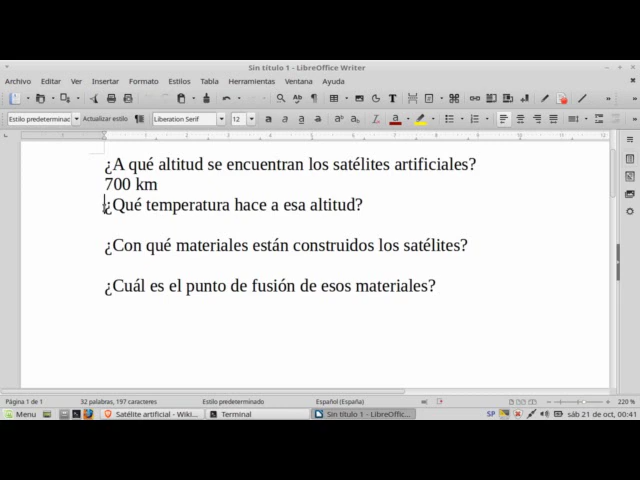 Sin título 1 - LibreOffice Writer
Archivo Editar Ver Insertar Formato Estilos Tabla Herramientas Ventana Ayuda
Estilo predeterminado Actualizar estilo Liberation Serif 12
¿A qué altitud se encuentran los satélites artificiales?
700 km
¿Qué temperatura hace a esa altitud?
¿Con qué materiales están construidos los satélites?
¿Cuál es el punto de fusión de esos materiales?
Página 1 de 1 32 palabras, 197 caracteres Estilo predeterminado Español (España) 220 %
Menu Satélite artificial - Wiki... Terminal Sin título 1 - LibreOffic... SP sáb 21 de oct, 00:41